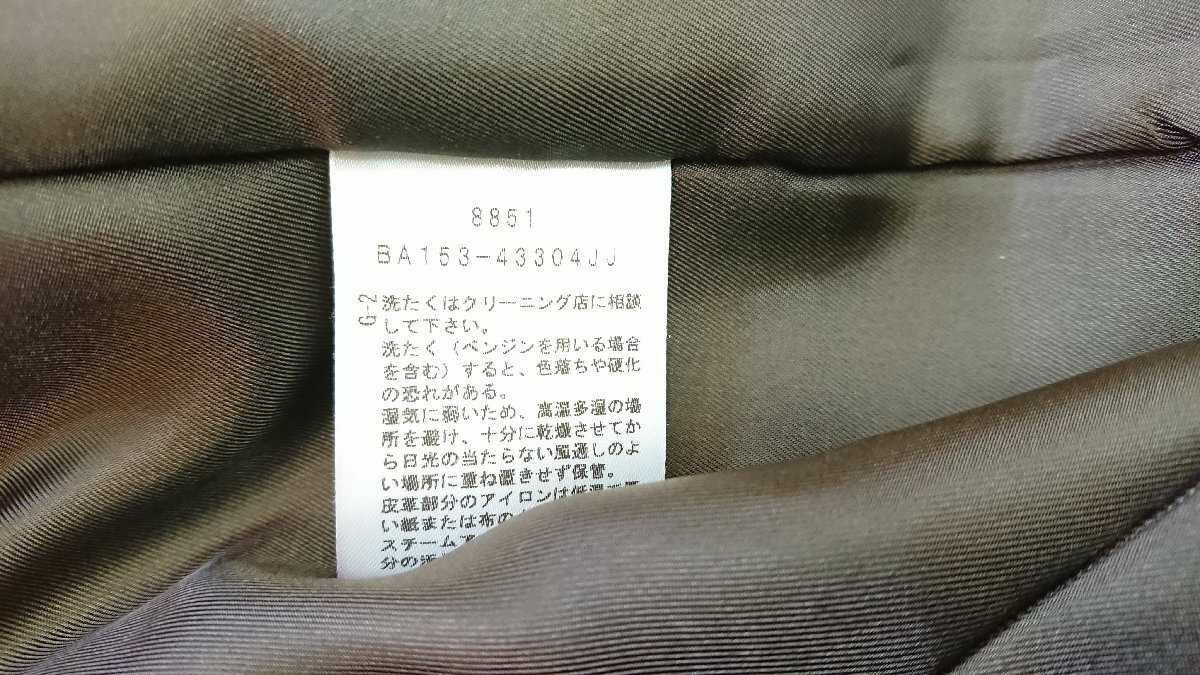 8851
BA153-43304JJ
G-2
洗たくはクリーニング店に相談
して下さい。
洗たく（ベンジンを用いる場合
を含む）すると、色落ちや硬化
の恐れがある。
湿気に弱いため、高温多湿の場
所を避け、十分に乾燥させてか
ら日光の当たらない風通しのよ
い場所に重ね置きせず保管。
皮革部分のアイロンは低温で
い紙または布の
スチーム
分の